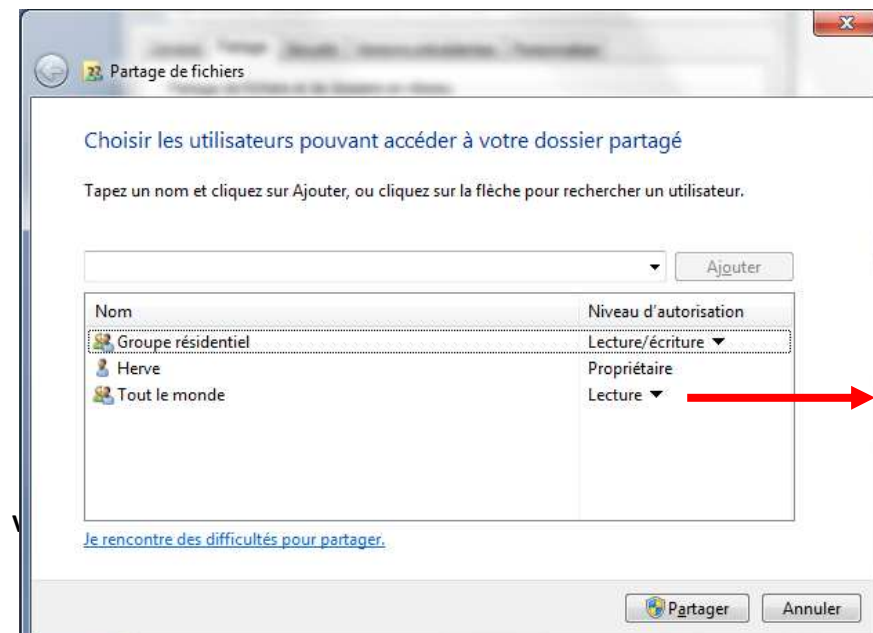 Partage de fichiers
Choisir les utilisateurs pouvant accéder à votre dossier partagé
Tapez un nom et cliquez sur Ajouter, ou cliquez sur la flèche pour rechercher un utilisateur.
Ajouter
Nom Niveau d'autorisation
Groupe résidentiel Lecture/écriture
Herve Propriétaire
Tout le monde Lecture
Je rencontre des difficultés pour partager.
Partager Annuler